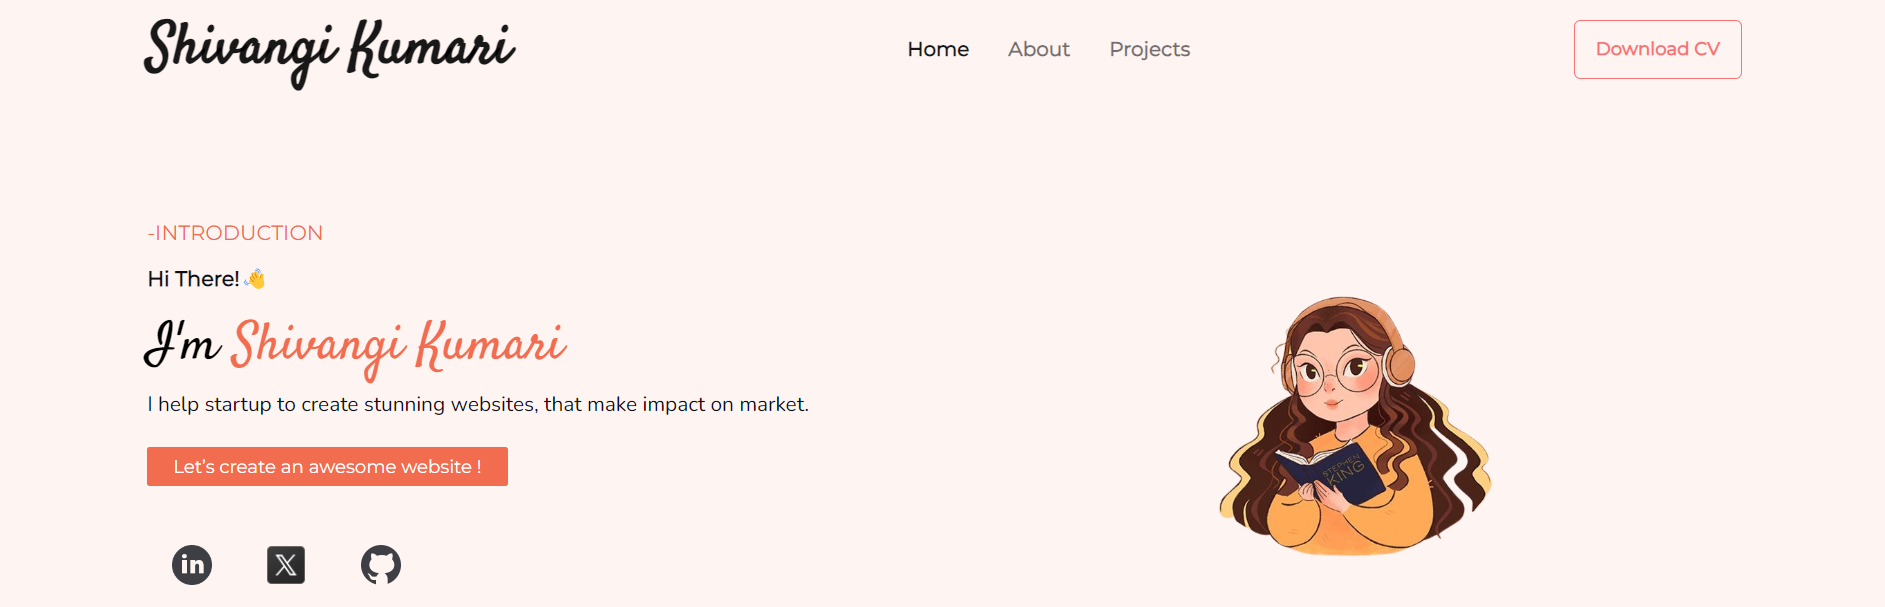 Shivangi Kumari
Home About Projects
Download CV
-INTRODUCTION
Hi There! 👋
I'm Shivangi Kumari
I help startup to create stunning websites, that make impact on market.
Let's create an awesome website !
STEPHEN
KING
in X